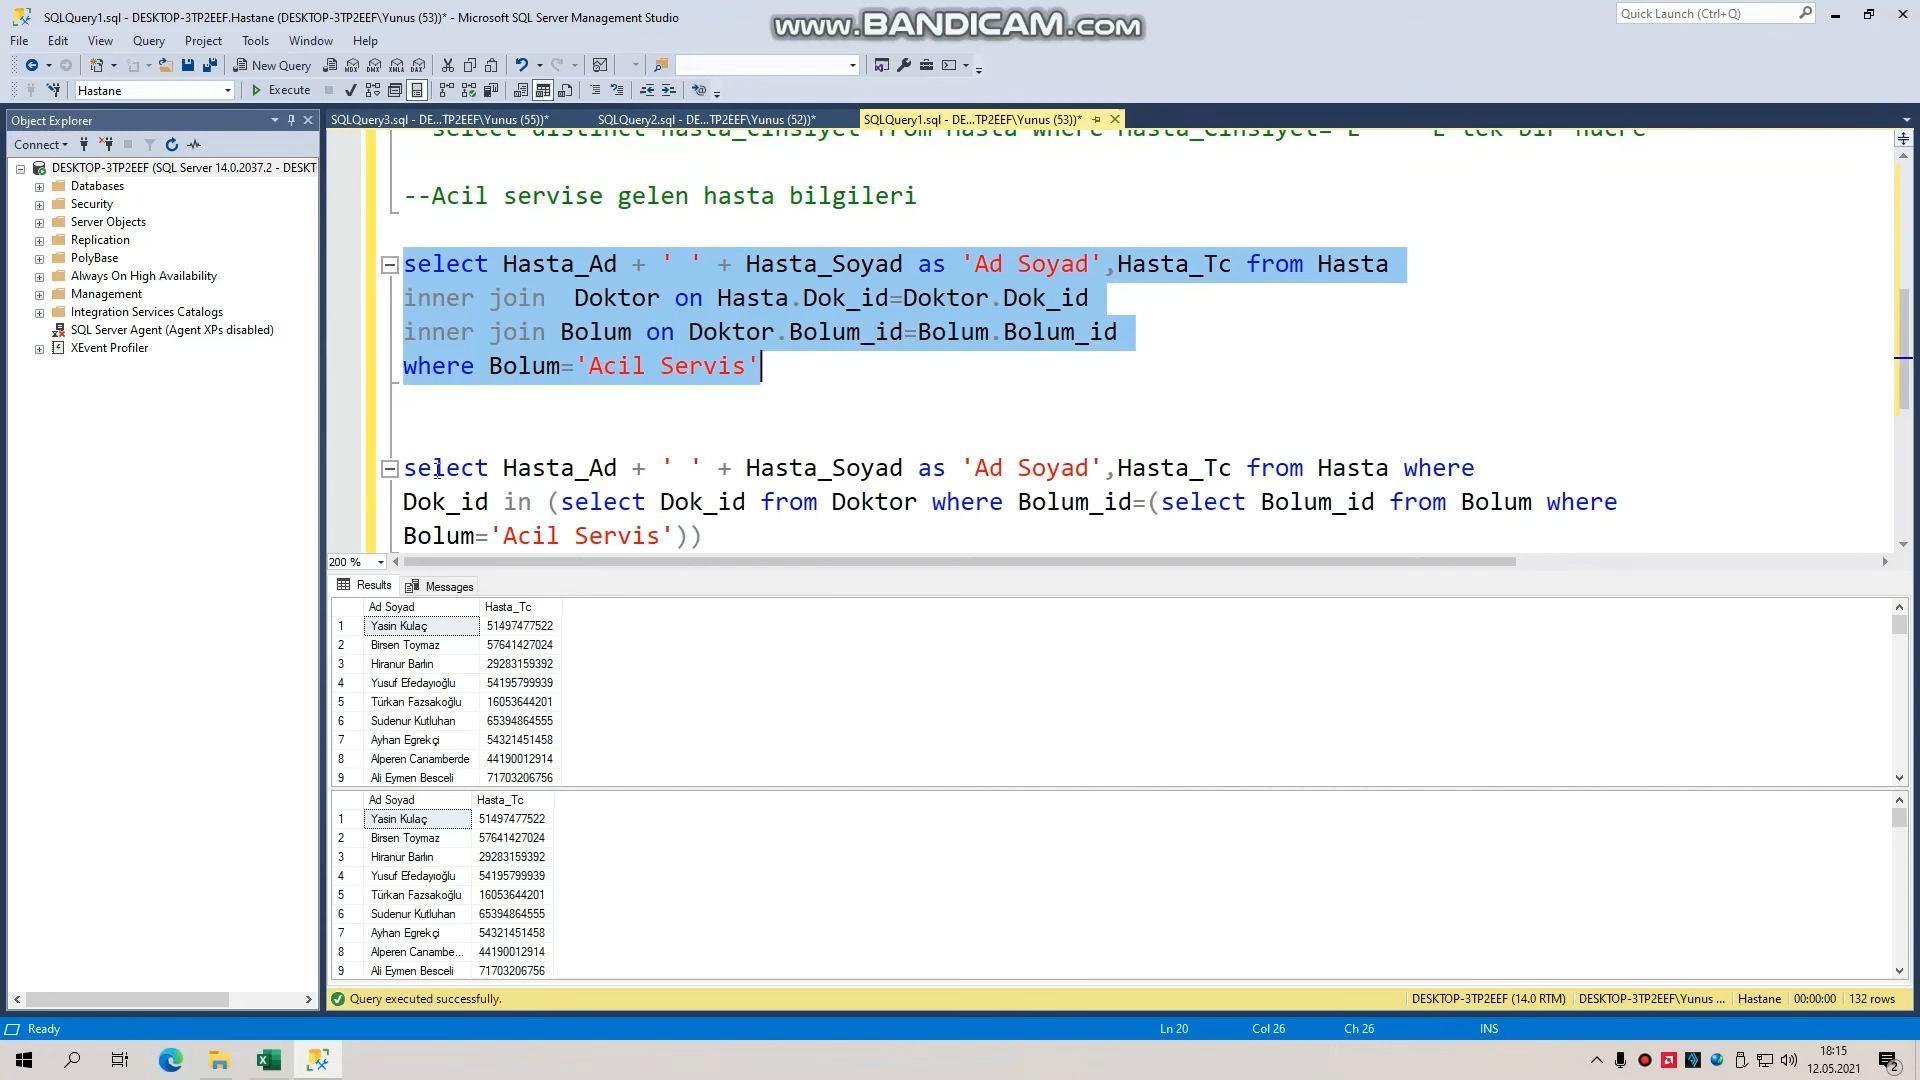 SQLQuery1.sql - DESKTOP-3TP2EEF.Hastane (DESKTOP-3TP2EEF\Yunus (53))* - Microsoft SQL Server Management Studio
www.BANDICAM.com
Quick Launch (Ctrl+Q)
File Edit View Query Project Tools Window Help
New Query
Hastane Execute
Object Explorer
SQLQuery3.sql - DE...TP2EEF\Yunus (55))* SQLQuery2.sql - DE...TP2EEF\Yunus (52))* SQLQuery1.sql - DE...TP2EEF\Yunus (53))*
Connect
DESKTOP-3TP2EEF (SQL Server 14.0.2037.2 - DESKT
Databases
Security
Server Objects
Replication
PolyBase
Always On High Availability
Management
Integration Services Catalogs
SQL Server Agent (Agent XPs disabled)
XEvent Profiler
select distinct Hasta_Cinsiyet from Hasta where Hasta_Cinsiyet='E' tek bir hücre
--Acil servise gelen hasta bilgileri
select Hasta_Ad + ' ' + Hasta_Soyad as 'Ad Soyad',Hasta_Tc from Hasta
inner join  Doktor on Hasta.Dok_id=Doktor.Dok_id
inner join Bolum on Doktor.Bolum_id=Bolum.Bolum_id
where Bolum='Acil Servis'
select Hasta_Ad + ' ' + Hasta_Soyad as 'Ad Soyad',Hasta_Tc from Hasta where
Dok_id in (select Dok_id from Doktor where Bolum_id=(select Bolum_id from Bolum where
Bolum='Acil Servis'))
200 %
Results Messages
Ad Soyad Hasta_Tc
1 Yasin Kulaç 51497477522
2 Birsen Toymaz 57641427024
3 Hiranur Barlın 29283159392
4 Yusuf Efedayıoğlu 54195799939
5 Türkan Fazsakoğlu 16053644201
6 Sudenur Kutluhan 65394864555
7 Ayhan Egrekçi 54321451458
8 Alperen Canamberde 44190012914
9 Ali Eymen Besceli 71703206756
Ad Soyad Hasta_Tc
1 Yasin Kulaç 51497477522
2 Birsen Toymaz 57641427024
3 Hiranur Barlın 29283159392
4 Yusuf Efedayıoğlu 54195799939
5 Türkan Fazsakoğlu 16053644201
6 Sudenur Kutluhan 65394864555
7 Ayhan Egrekçi 54321451458
8 Alperen Canambe... 44190012914
9 Ali Eymen Besceli 71703206756
Query executed successfully. DESKTOP-3TP2EEF (14.0 RTM) DESKTOP-3TP2EEF\Yunus ... Hastane 00:00:00 132 rows
Ready Ln 20 Col 26 Ch 26 INS
18:15
12.05.2021
2